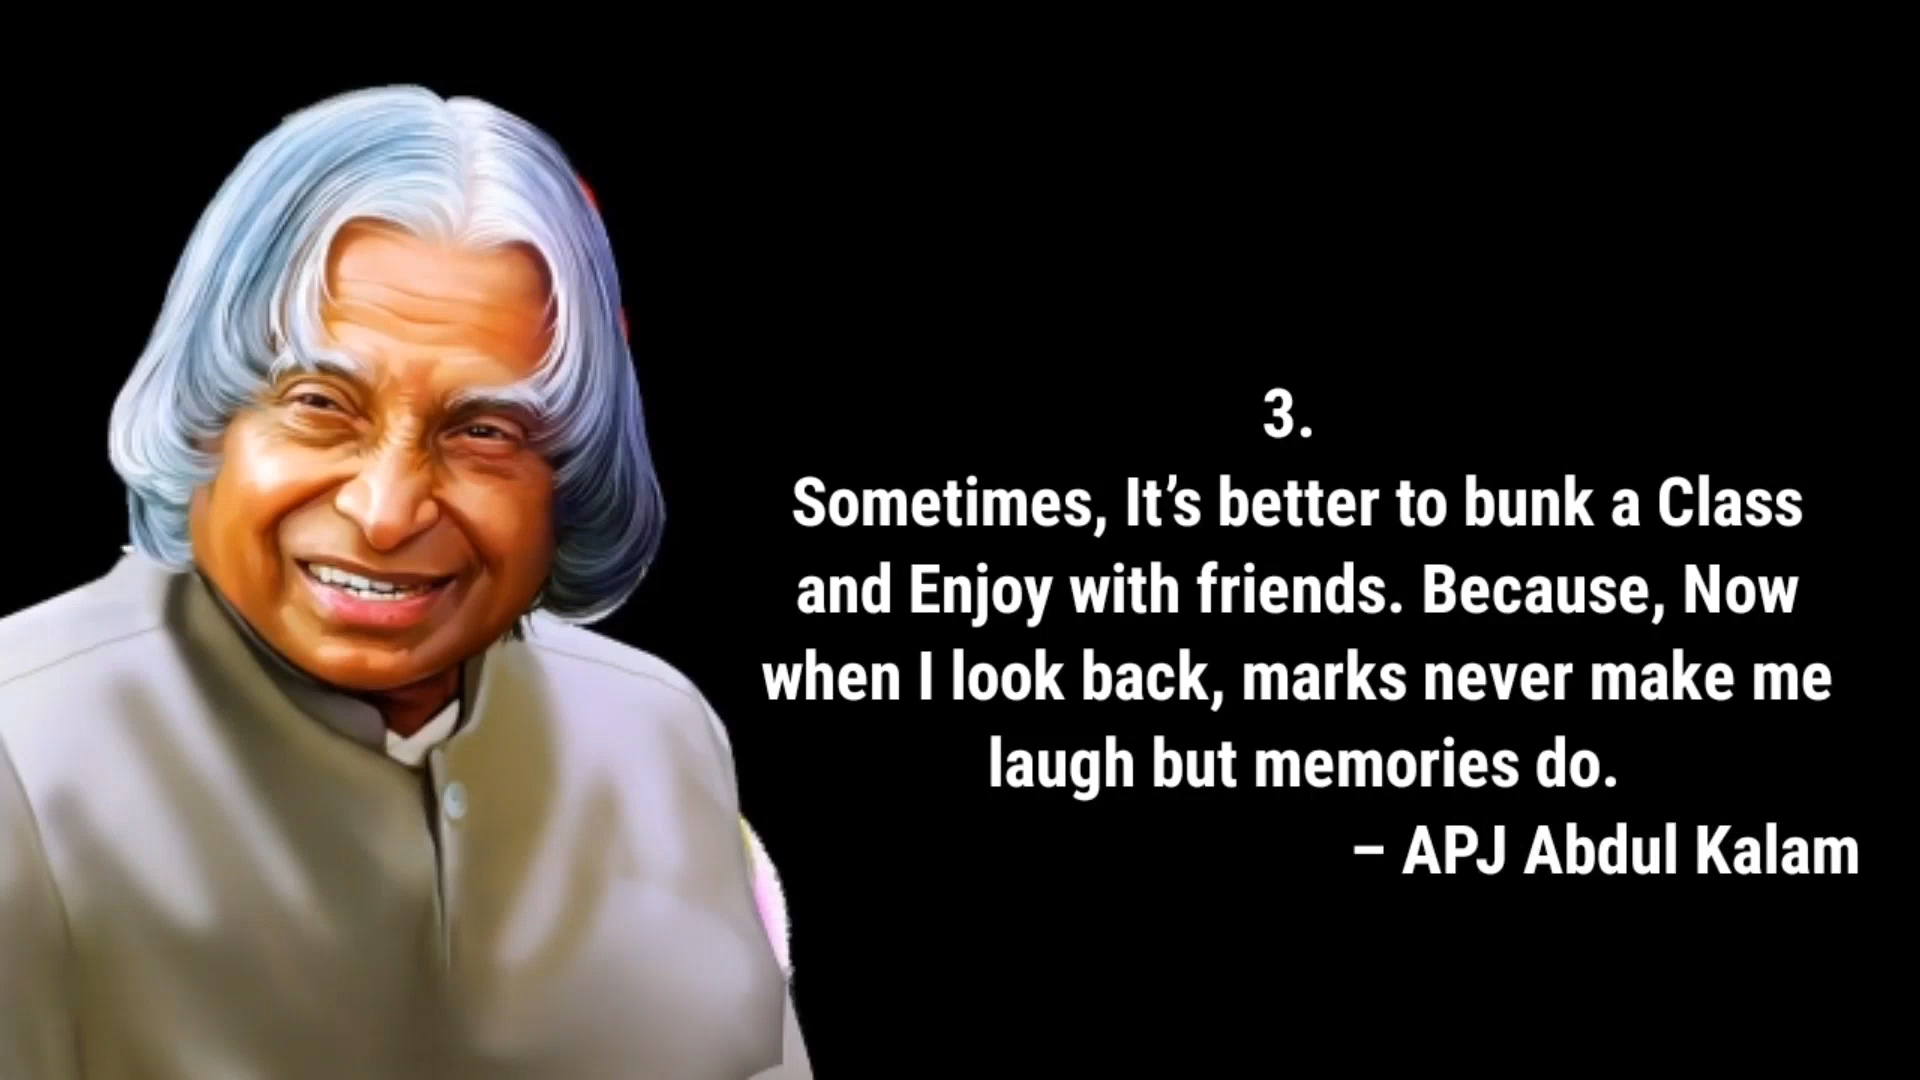 3.
Sometimes, It’s better to bunk a Class
and Enjoy with friends. Because, Now
when I look back, marks never make me
laugh but memories do.
– APJ Abdul Kalam